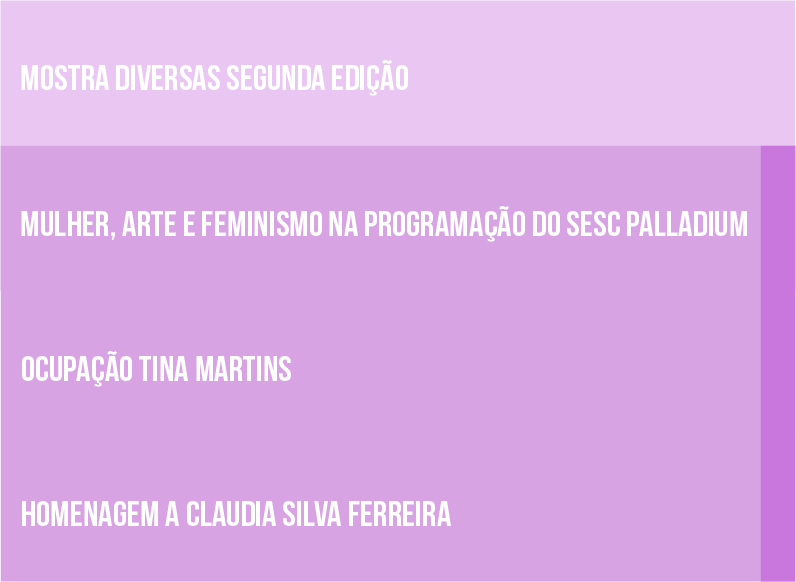 MOSTRA DIVERSAS SEGUNDA EDIÇÃO
MULHER, ARTE E FEMINISMO NA PROGRAMAÇÃO DO SESC PALLADIUM
OCUPAÇÃO TINA MARTINS
HOMENAGEM A CLAUDIA SILVA FERREIRA